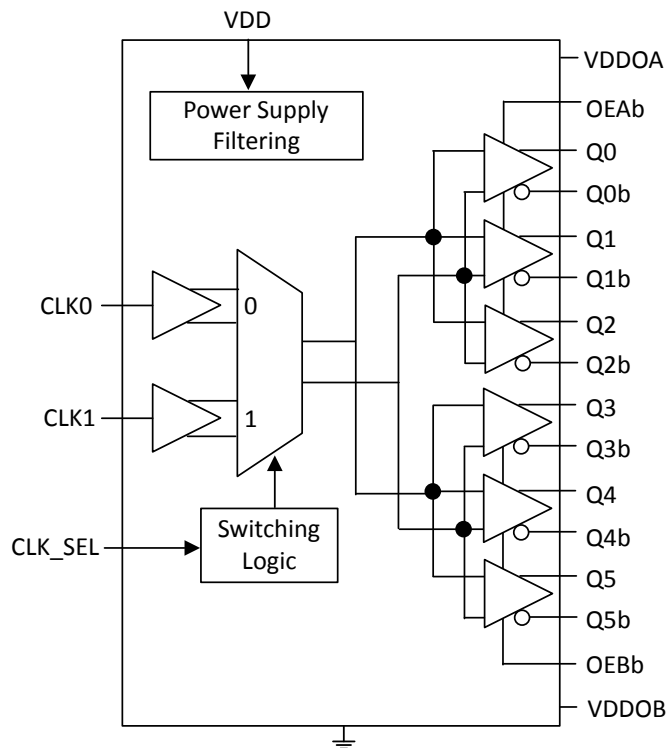 VDD
VDDOA
Power Supply
Filtering
OEAb
Q0
Q0b
Q1
Q1b
Q2
Q2b
CLK0
0
CLK1
1
Q3
Q3b
Q4
Q4b
Q5
Q5b
CLK_SEL
Switching
Logic
OEBb
VDDOB